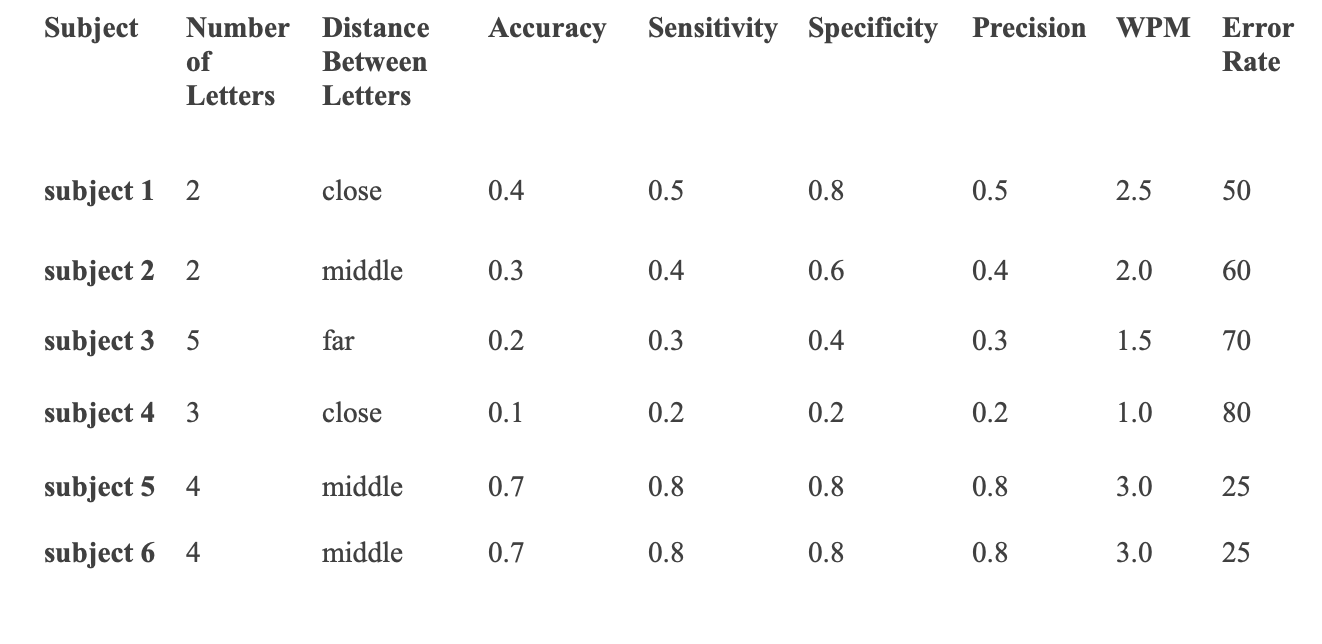 Subject Number Distance Accuracy Sensitivity Specificity Precision WPM Error
of Between Rate
Letters Letters
subject 1 2 close 0.4 0.5 0.8 0.5 2.5 50
subject 2 2 middle 0.3 0.4 0.6 0.4 2.0 60
subject 3 5 far 0.2 0.3 0.4 0.3 1.5 70
subject 4 3 close 0.1 0.2 0.2 0.2 1.0 80
subject 5 4 middle 0.7 0.8 0.8 0.8 3.0 25
subject 6 4 middle 0.7 0.8 0.8 0.8 3.0 25